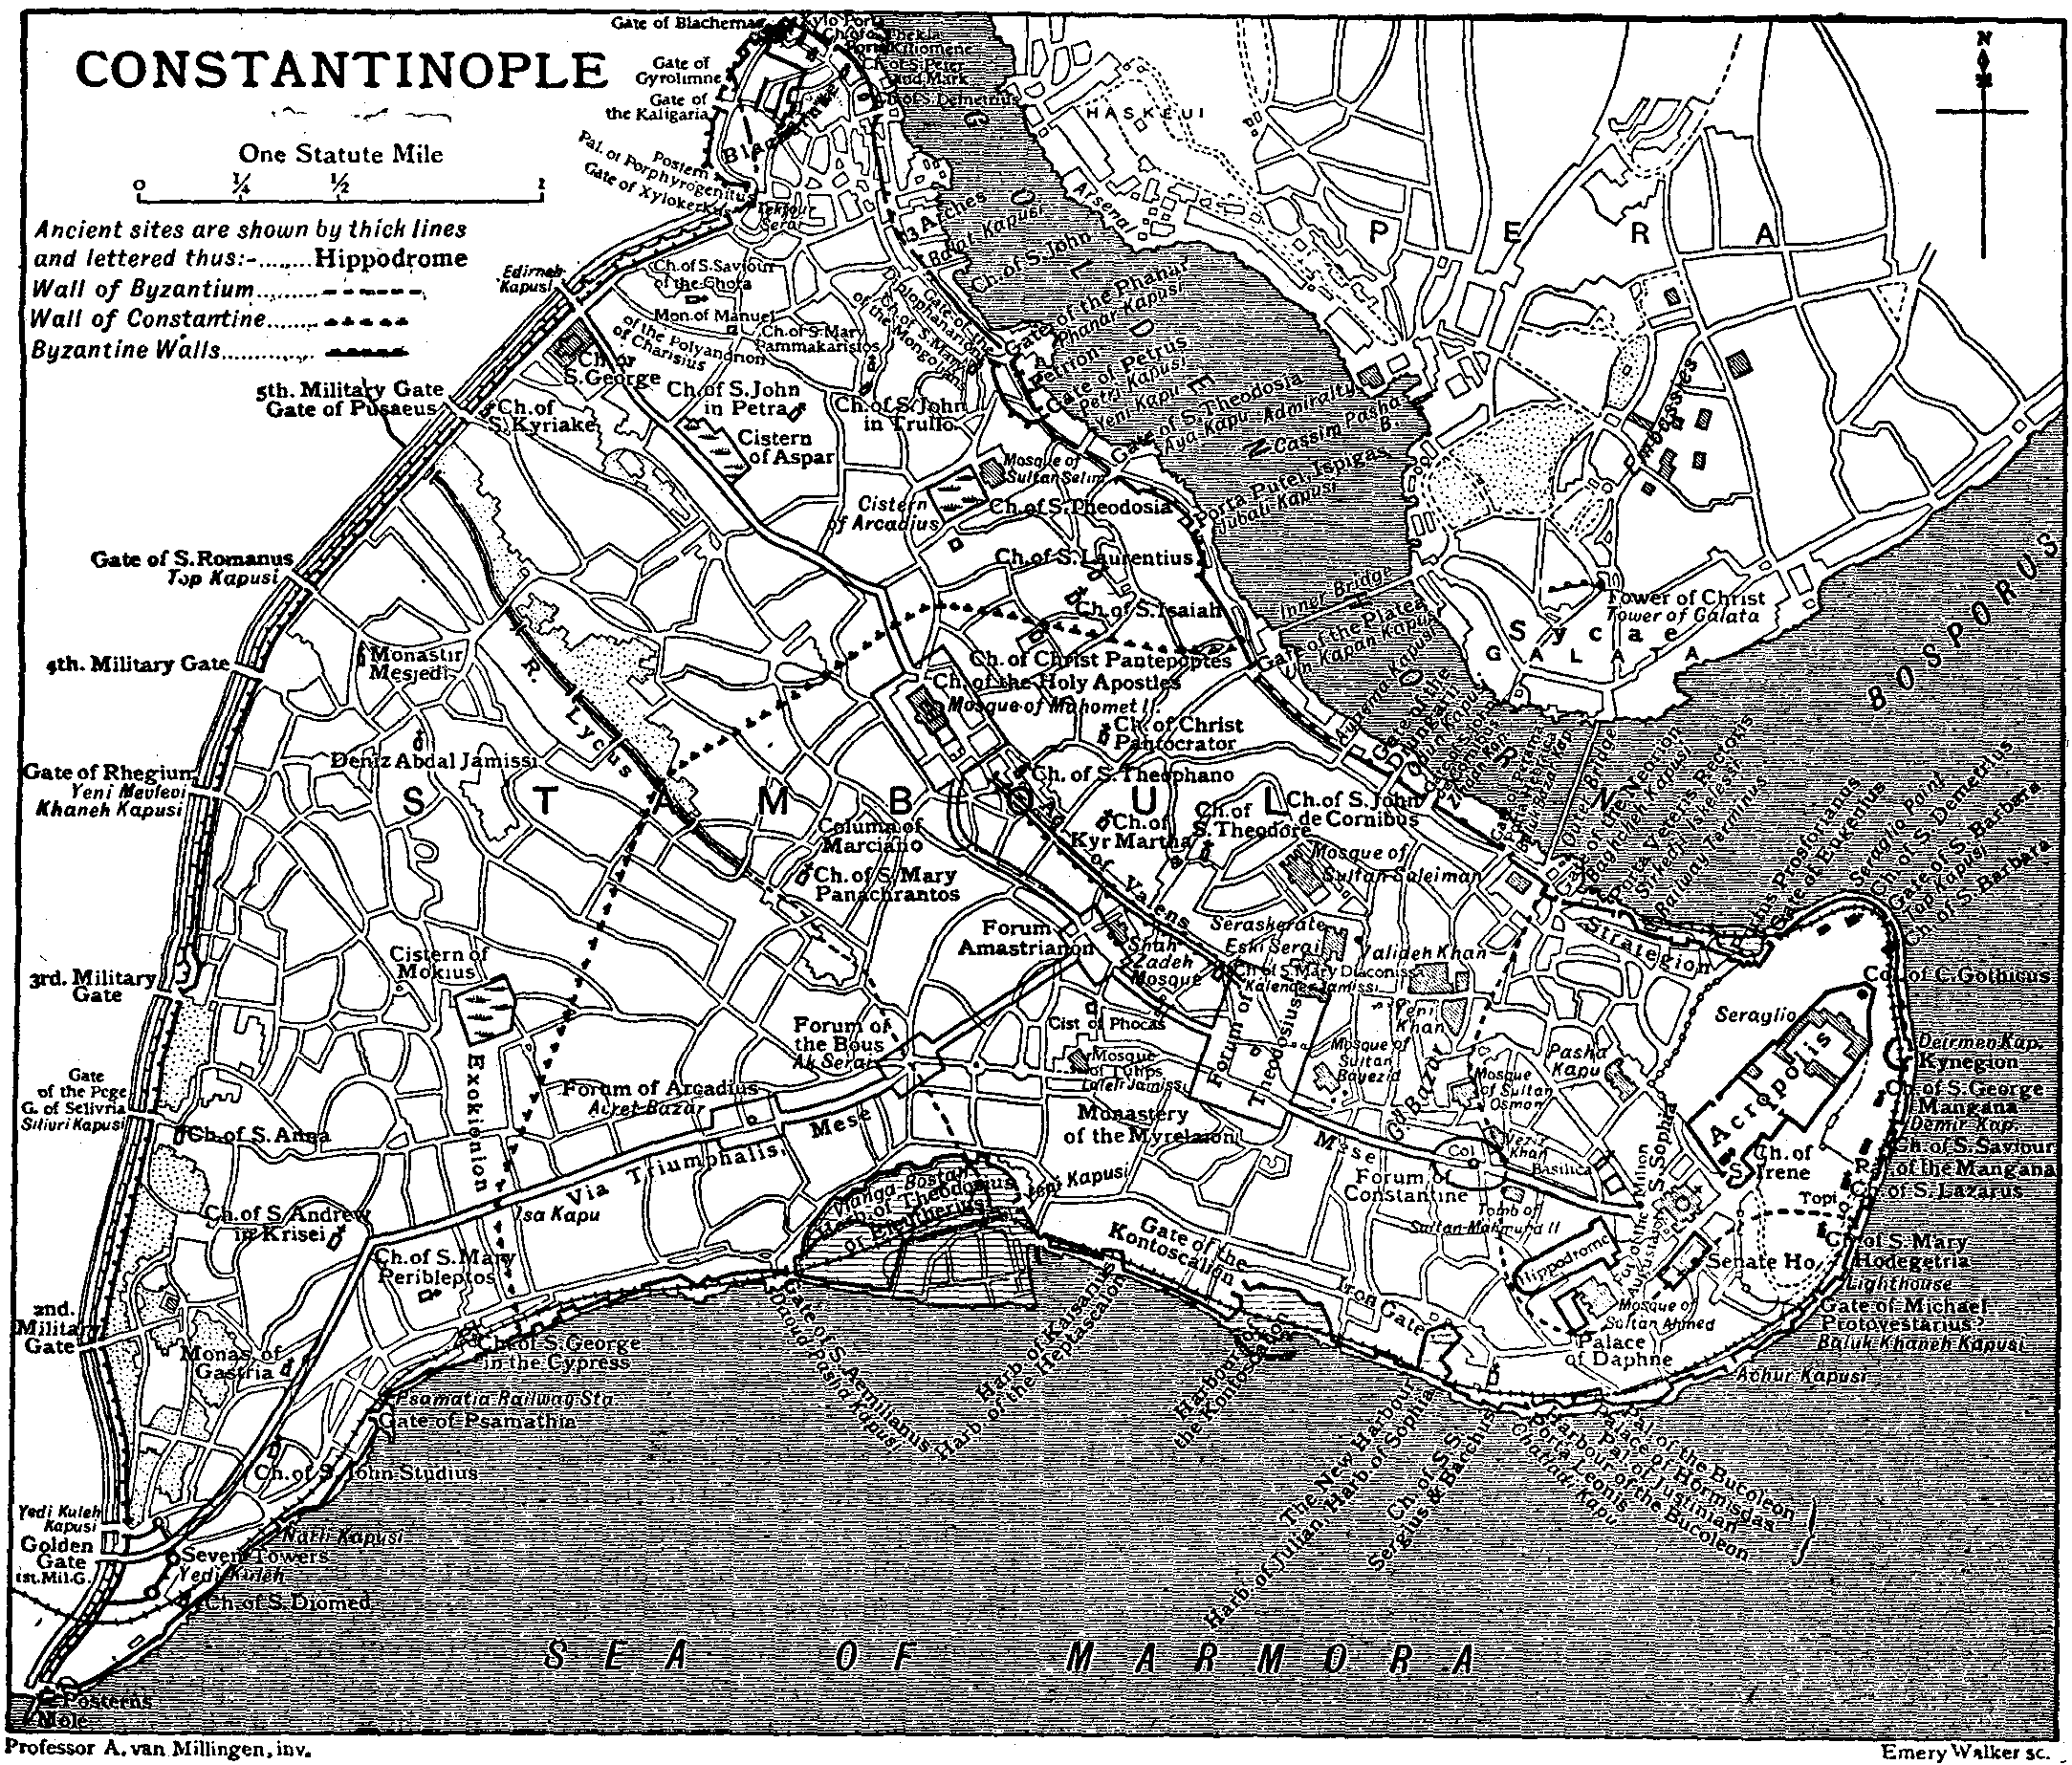 CONSTANTINOPLE
One Statute Mile
0 ¼ ½ 1
Ancient sites are shown by thick lines
and lettered thus:-........Hippodrome
Wall of Byzantium.........
Wall of Constantine.......
Byzantine Walls.............
N
Gate of Blachernae
Xylo Porta
Ch. of S. Thekla
Porta Kiliomene
Ch. of S. Peter
and Mark
Ch. of S. Demetrius
Gate of
Gyrolimne
Gate of
the Kaligaria
Blachernae
Postern
Pal. of Porphyrogenitus
Gate of Xylokerkus
Tekfour
Serai
3 Arches
Balat Kapusi
Ch. of S. John
GOLDEN
HORN
HASKEUI
Arsenal
PERA
Embassies
Edirneh
Kapusi
Ch. of S. Saviour
of the Chora
Mon. of Manuel
Ch. of S. Mary
Pammakaristos
of the Polyandrion
of Charisius
Ch. of
S. George
Gate of the
Diplophanarion
Ch. of S. Mary
of the Mongolians
Gate of the Phanar
Phanar Kapusi
Petrion
Gate of Petrus
Petri Kapusi
Yeni Kapu
Gate of S. Theodosia
Aya Kapu
Admiralty
Cassim Pasha
B.
5th. Military Gate
Gate of Pusaeus
Ch. of
S. Kyriake
Ch. of S. John
in Petra
Ch. of S. John
in Trullo
Cistern
of Aspar
Mosque of
Sultan Selim
Cistern
of Arcadius
Ch. of S. Theodosia
Porta Puteae, Ispigas
Jubali Kapusi
Ch. of S. Laurentius
Ch. of S. Isaiah
Inner Bridge
Gate of the Platea
Un Kapan Kapusi
Tower of Christ
Tower of Galata
Sycae
GALATA
BOSPORUS
Gate of S. Romanus
Top Kapusi
4th. Military Gate
Monastir
Mesjedi
R. Lycus
Ch. of Christ Pantepoptes
Ch. of the Holy Apostles
Mosque of Mahomet II.
Ch. of Christ
Pantocrator
Ayasma Kapusi
Outer Bridge
Gate of Rhegium
Yeni Mevlevi
Khaneh Kapusi
Deniz Abdal Jamissi
STAMBOUL
Ch. of S. Theophano
Aq. of Valens
Ch. of
Kyr Martha
Ch. of
S. Theodore
Ch. of S. John
de Cornibus
Mosque of
Sultan Suleiman
Column of
Marciano
Ch. of S. Mary
Panachrantos
Gate of the Neorion
Baghcheh Kapusi
Porta Veteris Rectoris
Sirkedji Iskelessi
Railway Terminus
Gate of Eukenius
Seraglio Point
Ch. of S. Demetrius
Gate of S. Barbara
Top Kapusi
Ch. of S. Barbara
Strategion
Forum
Amastrianon
Shah
Zadeh
Mosque
Seraskerate
Eski Serai
Valideh Khan
Ch. of S. Mary Diaconissa
Kalender Jamissi
Forum of
Theodosius
Yeni
Khan
3rd. Military
Gate
Cistern of
Mokius
Exokionion
Forum of
the Bous
Ak Serai
Cist of Phocas
Mosque
of Tulips
Laleli Jamissi
Mosque of
Sultan
Bayezid
Gd Bazar
Mosque
of Sultan
Osman
Pasha
Kapu
Seraglio
Acropolis
Col. of C. Gothicus
Deirmen Kap.
Kynegion
Ch. of S. George
Mangana
Demir Kap.
Ch. of S. Saviour
Pal. of the Mangana
Ch. of S. Lazarus
Topi
Ch. of
S. Irene
Gate
of the Pege
G. of Selivria
Silivri Kapusi
Ch. of S. Anna
Forum of Arcadius
Avret Bazar
Via Triumphalis
Mese
Isa Kapu
Monastery
of the Myrelaion
Mese
Col.
Vezir
Khan
Basilica
Forum of
Constantine
Tomb of
Sultan Mahmud II
Milion
S. Sophia
Augustaion
Hippodrome
Senate Ho.
Ch. of S. Mary
Hodegetria
Lighthouse
Gate of Michael
Protovestarius?
Baluk Khaneh Kapusi
Mosque of
Sultan Ahmed
Palace
of Daphne
Achur Kapusi
Vlanga Bostan
Harb. of Theodosius
or Eleutherius
Yeni Kapusi
Gate of the
Kontoscalion
Iron Gate
Ch. of S. Andrew
in Krisei
Ch. of S. Mary
Peribleptos
Ch. of S. George
in the Cypress
2nd.
Military
Gate
Monas. of
Gastria
Psamatia Railway Sta.
Gate of Psamathia
Gate of S. Aemilianus
Daoud Pasha Kapusi
Harb. of Kaisarius
Harb. of the Heptascalon
Harbour of
the Kontoscalion
The New Harbour
Harb. of Julian, Harb. of Sophia
Ch. of S.S.
Sergius & Bacchus
Pal. of the Bucoleon
Palace of Hormisdas
Pal. of Justinian
Harbour of the Bucoleon
Porta Leonis
Chatladi Kapu
Ch. of S. John Studius
Yedi Kuleh
Kapusi
Golden
Gate
1st. Mil. G.
Narli Kapusi
Seven Towers
Yedi Kuleh
Ch. of S. Diomed
Posterns
Mole
SEA OF MARMORA
Professor A. van Millingen, inv.
Emery Walker sc.